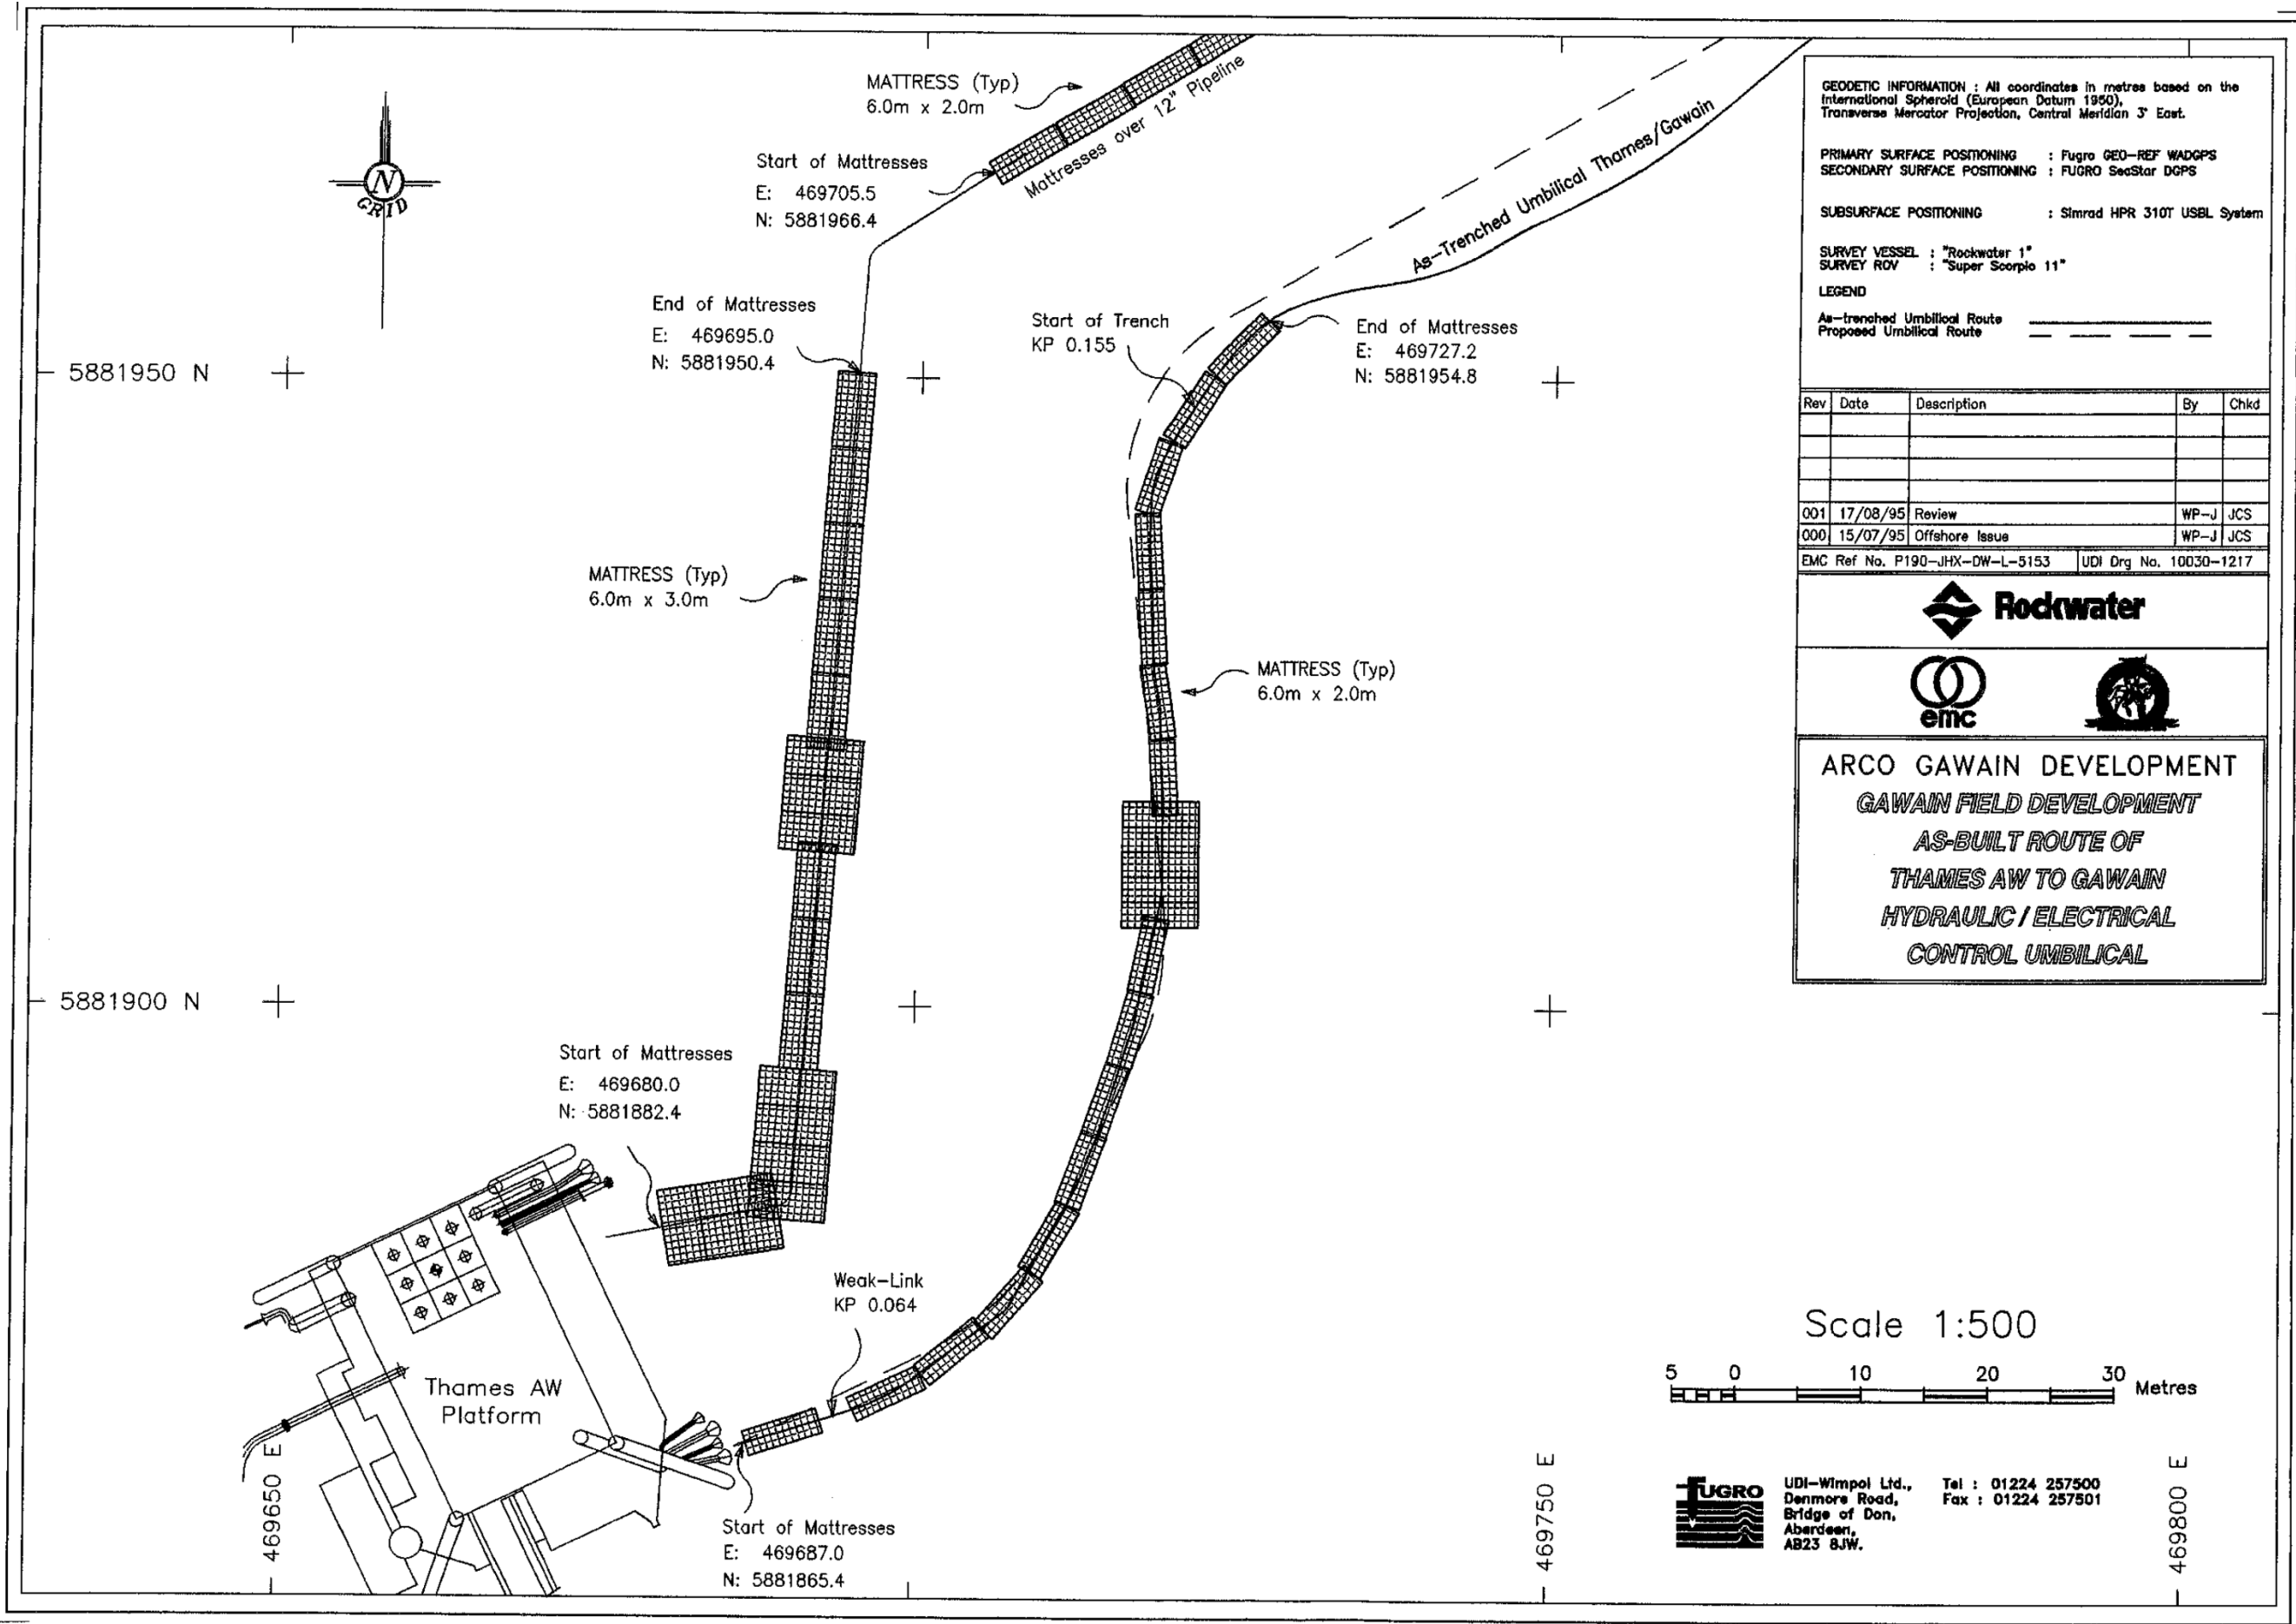 MATTRESS (Typ)
6.0m x 2.0m
Mattresses over 12" Pipeline
Start of Mattresses
E: 469705.5
N: 5881966.4
N
GRID
As-Trenched Umbilical Thames/Gawain
End of Mattresses
E: 469695.0
N: 5881950.4
Start of Trench
KP 0.155
End of Mattresses
E: 469727.2
N: 5881954.8
5881950 N
MATTRESS (Typ)
6.0m x 3.0m
MATTRESS (Typ)
6.0m x 2.0m
5881900 N
Start of Mattresses
E: 469680.0
N: 5881882.4
Weak-Link
KP 0.064
Thames AW
Platform
469650 E
Start of Mattresses
E: 469687.0
N: 5881865.4
469750 E
469800 E
GEODETIC INFORMATION : All coordinates in metres based on the
International Spheroid (European Datum 1950),
Transverse Mercator Projection, Central Meridian 3° East.
PRIMARY SURFACE POSITIONING : Fugro GEO-REF WADGPS
SECONDARY SURFACE POSITIONING : FUGRO SeaStar DGPS
SUBSURFACE POSITIONING : Simrad HPR 310T USBL System
SURVEY VESSEL : "Rockwater 1"
SURVEY ROV : "Super Scorpio 11"
LEGEND
As-trenched Umbilical Route
Proposed Umbilical Route
Rev Date Description By Chkd
001 17/08/95 Review WP-J JCS
000 15/07/95 Offshore Issue WP-J JCS
EMC Ref No. P190-JHX-DW-L-5153 UDI Drg No. 10030-1217
Rockwater
emc
ARCO GAWAIN DEVELOPMENT
GAWAIN FIELD DEVELOPMENT
AS-BUILT ROUTE OF
THAMES AW TO GAWAIN
HYDRAULIC / ELECTRICAL
CONTROL UMBILICAL
Scale 1:500
5 0 10 20 30 Metres
FUGRO
UDI-Wimpol Ltd., Tel : 01224 257500
Denmore Road, Fax : 01224 257501
Bridge of Don,
Aberdeen,
AB23 8JW.